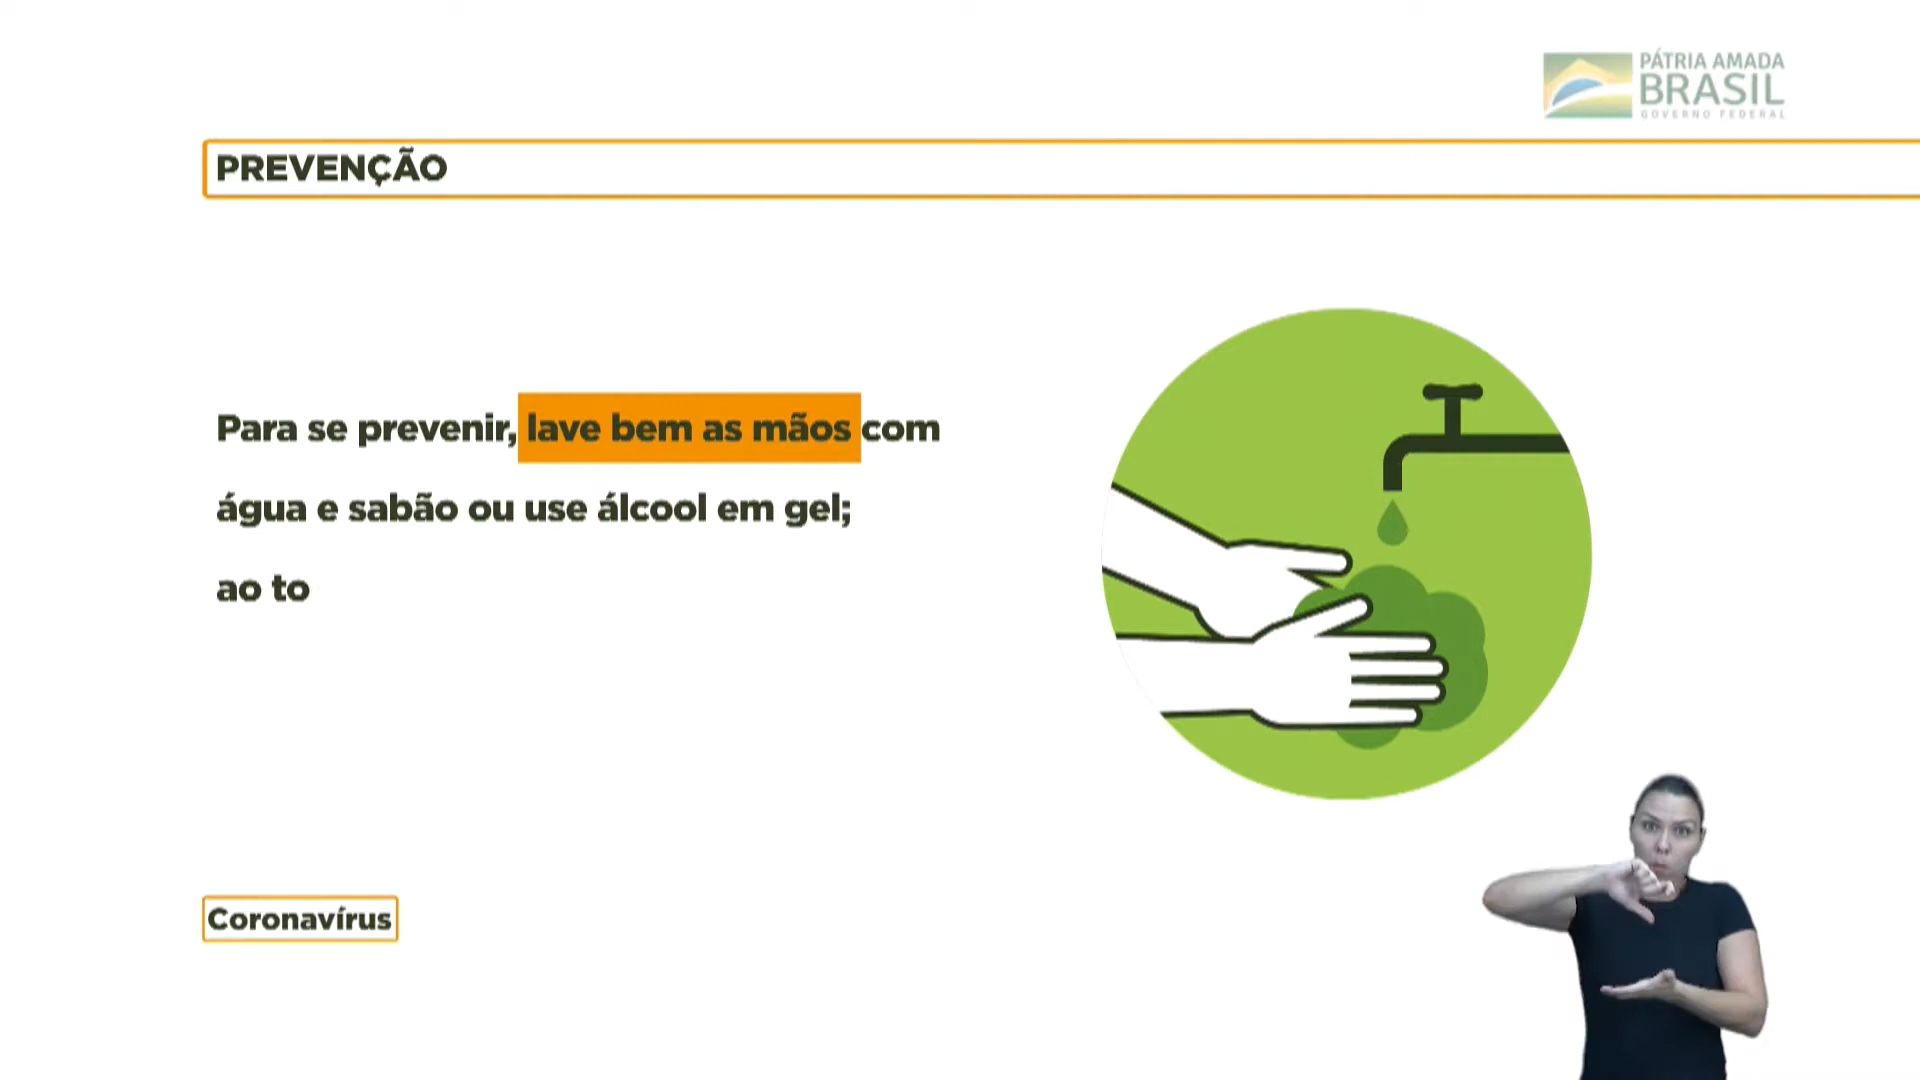 PÁTRIA AMADA
BRASIL
GOVERNO FEDERAL
PREVENÇÃO
Para se prevenir, lave bem as mãos com
água e sabão ou use álcool em gel;
ao to
Coronavírus